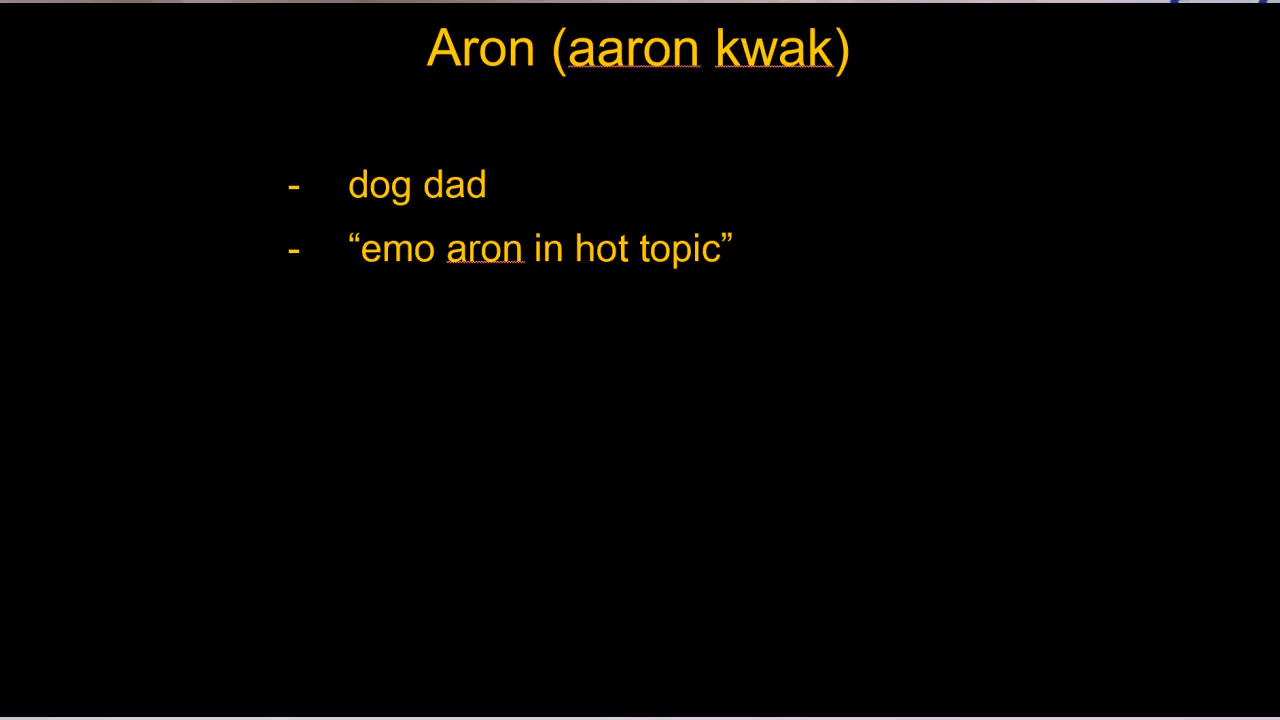 Aron (aaron kwak)
- dog dad
- “emo aron in hot topic”